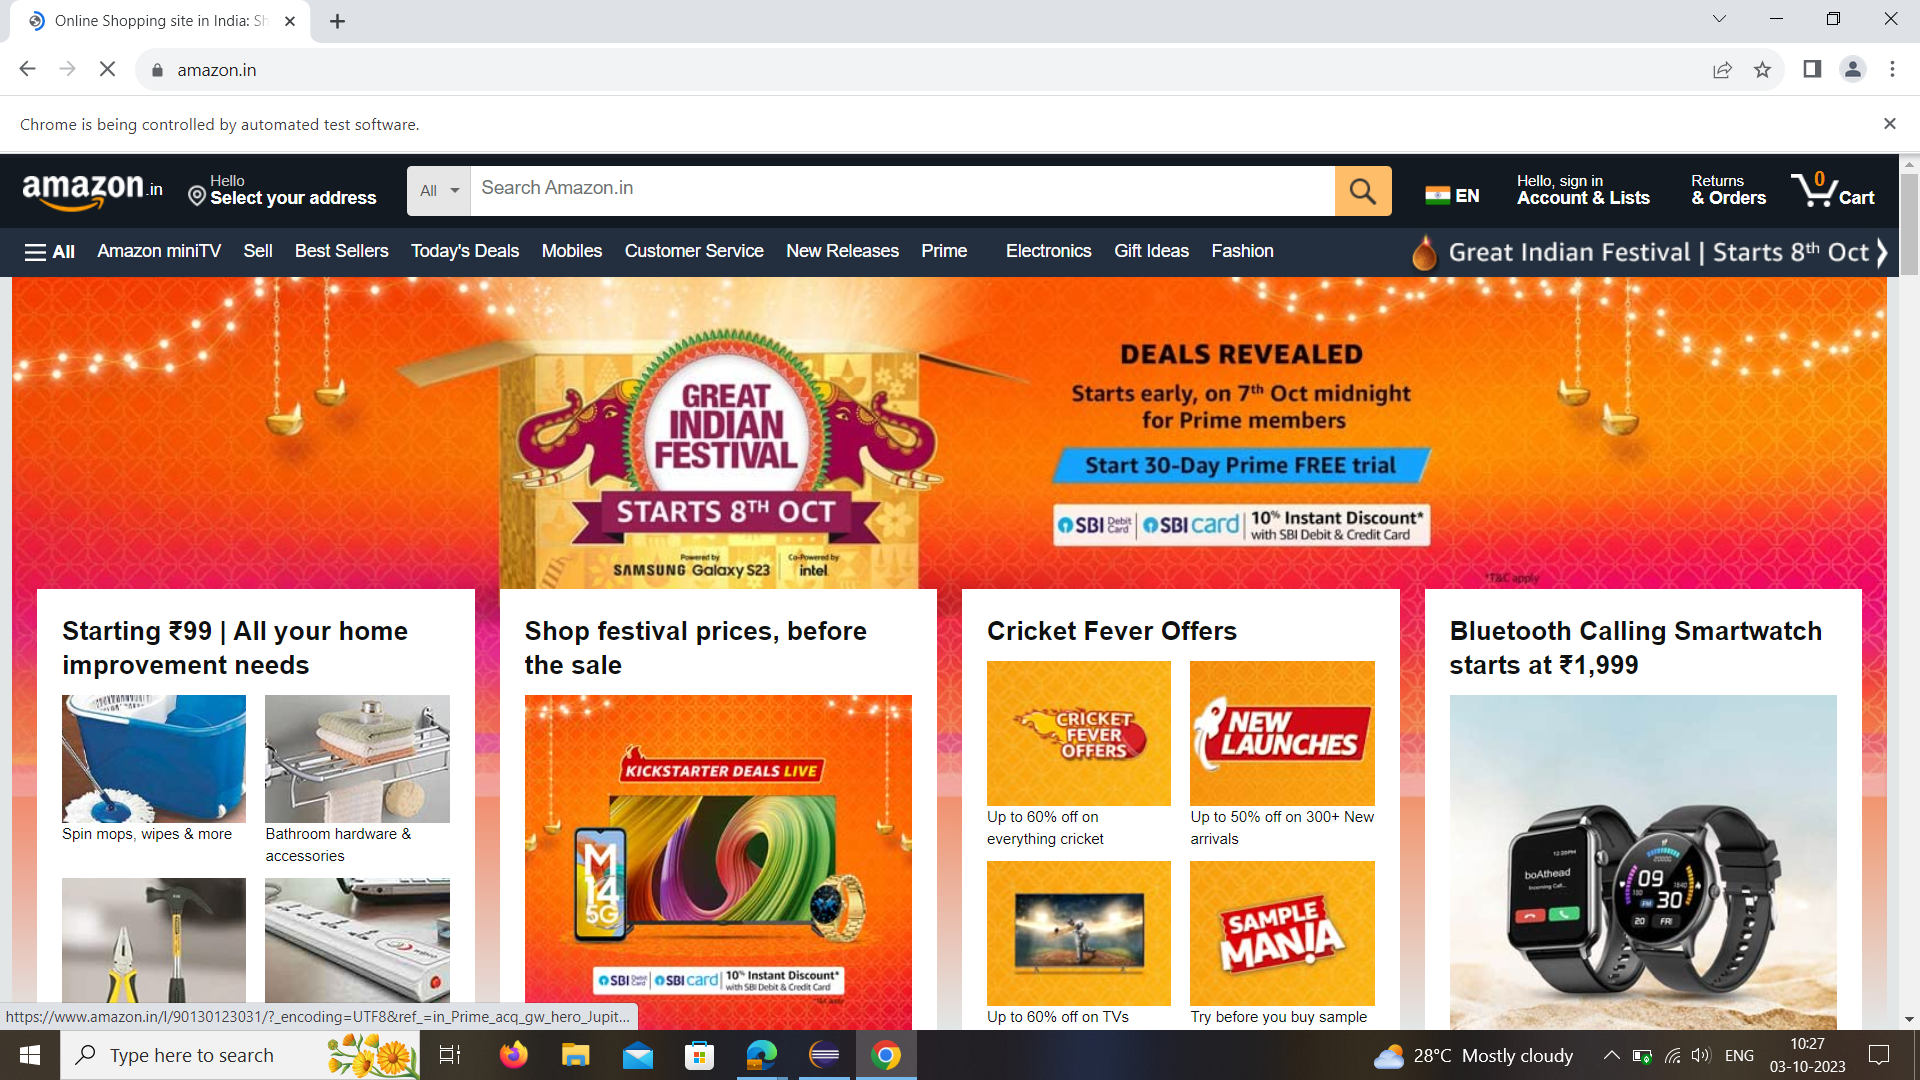 Online Shopping site in India: Sh
amazon.in
Chrome is being controlled by automated test software.
amazon.in
Hello
Select your address
All
Search Amazon.in
EN
Hello, sign in
Account & Lists
Returns
& Orders
0
Cart
All
Amazon miniTV
Sell
Best Sellers
Today's Deals
Mobiles
Customer Service
New Releases
Prime
Electronics
Gift Ideas
Fashion
Great Indian Festival | Starts 8th Oct
GREAT
INDIAN
FESTIVAL
STARTS 8TH OCT
Powered by
SAMSUNG Galaxy S23
Co-Powered by
intel
DEALS REVEALED
Starts early, on 7th Oct midnight
for Prime members
Start 30-Day Prime FREE trial
SBI Debit Card | SBI card | 10% Instant Discount*
with SBI Debit & Credit Card
*T&C apply
Starting ₹99 | All your home
improvement needs
Spin mops, wipes & more
Bathroom hardware &
accessories
Shop festival prices, before
the sale
KICKSTARTER DEALS LIVE
M
14
5G
SBI Debit Card | SBI card | 10% Instant Discount*
with SBI Debit & Credit Card
*T&C apply
Cricket Fever Offers
CRICKET
FEVER
OFFERS
Up to 60% off on
everything cricket
NEW
LAUNCHES
Up to 50% off on 300+ New
arrivals
Up to 60% off on TVs
SAMPLE
MANIA
Try before you buy sample
Bluetooth Calling Smartwatch
starts at ₹1,999
12:20PM
boAthead
Incoming Call...
09
30
PM
20
FRI
https://www.amazon.in/l/90130123031/?_encoding=UTF8&ref_=in_Prime_acq_gw_hero_Jupit...
Type here to search
28°C Mostly cloudy
ENG
10:27
03-10-2023